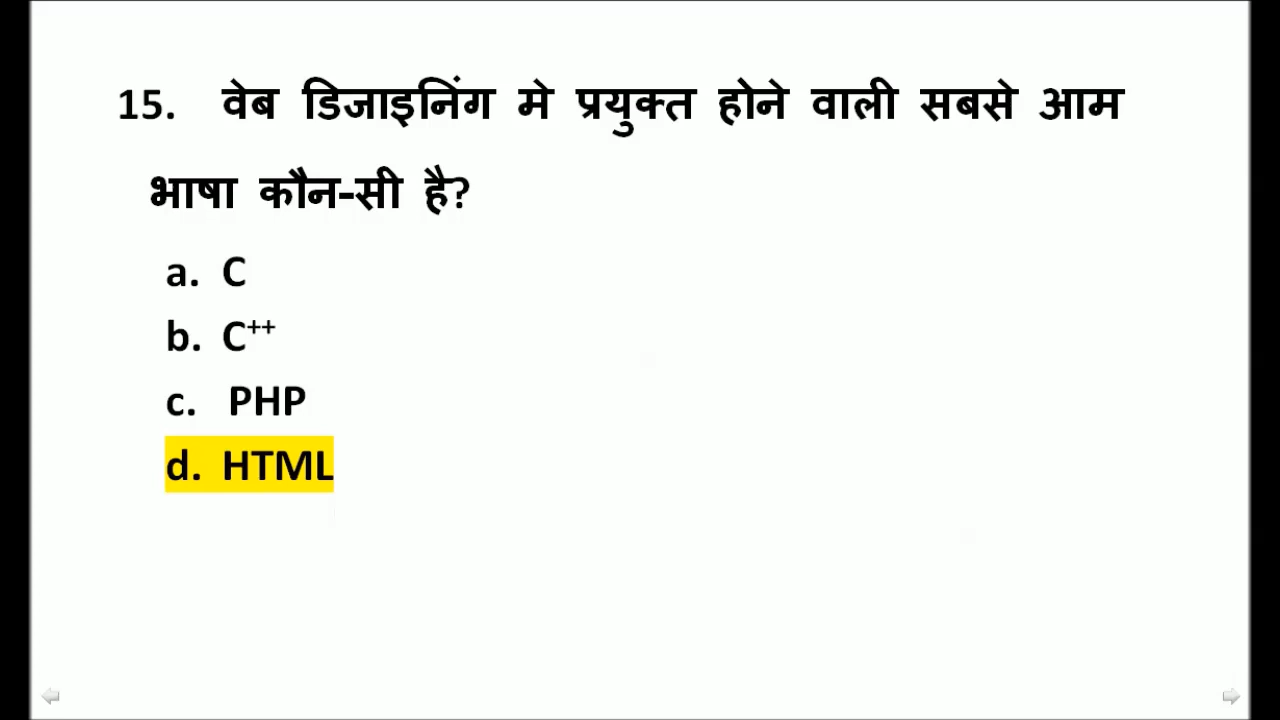 15. वेब डिजाइनिंग मे प्रयुक्त होने वाली सबसे आम
भाषा कौन-सी है?
a. C
b. C++
c. PHP
d. HTML